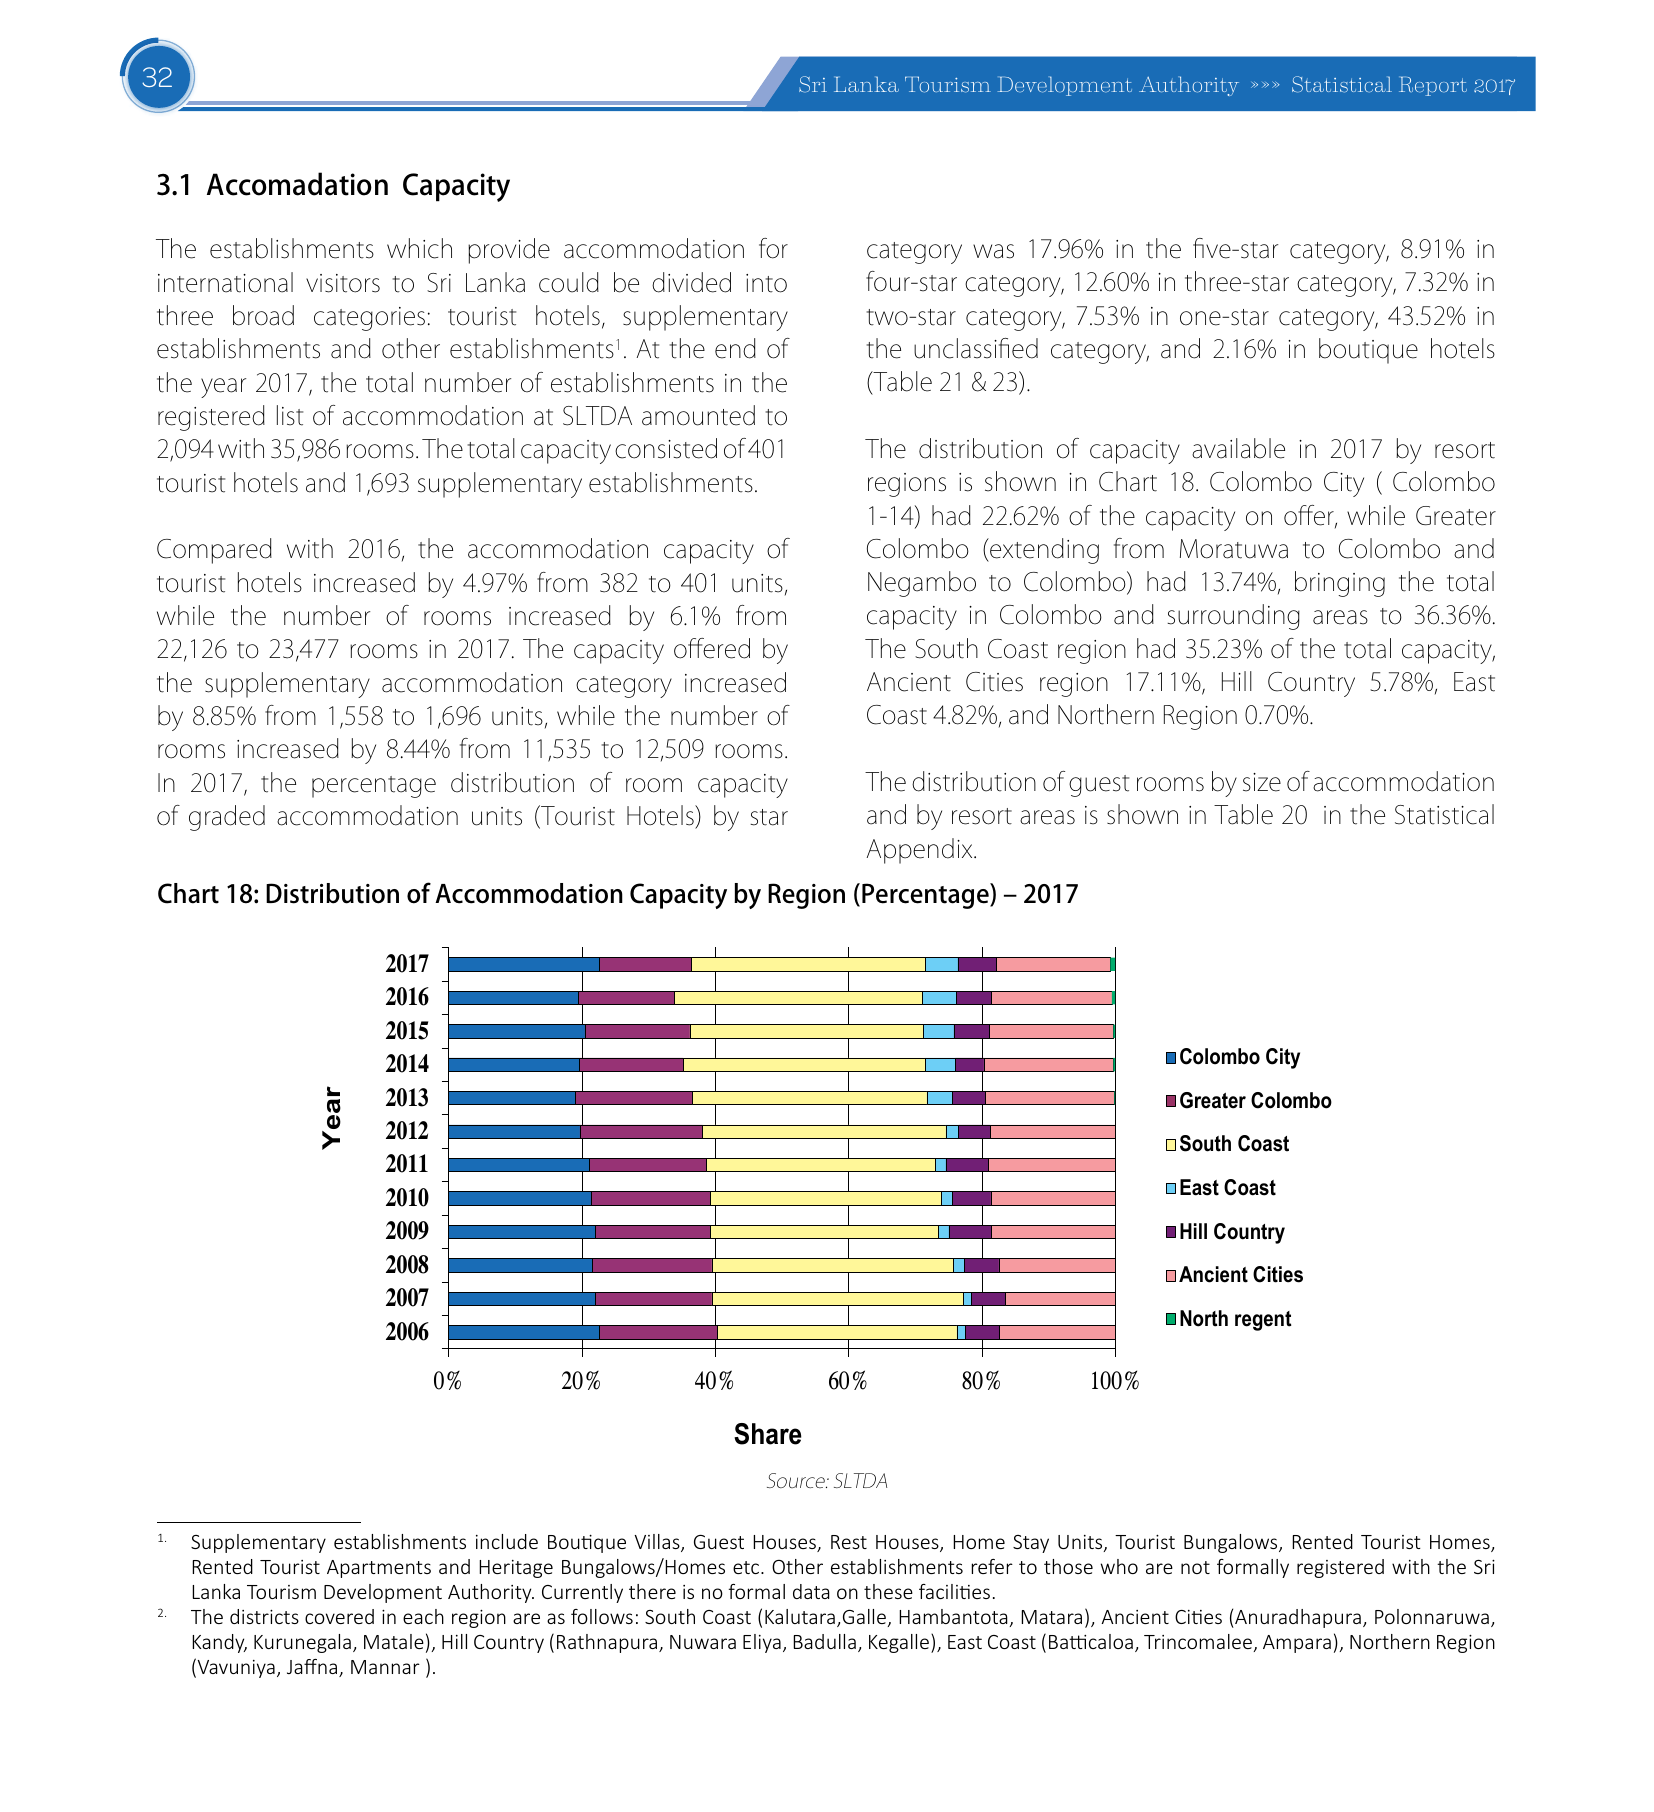 32
Sri Lanka Tourism Development Authority »»» Statistical Report 2017
3.1 Accomadation Capacity
The establishments which provide accommodation for
international visitors to Sri Lanka could be divided into
three broad categories: tourist hotels, supplementary
establishments and other establishments1. At the end of
the year 2017, the total number of establishments in the
registered list of accommodation at SLTDA amounted to
2,094 with 35,986 rooms. The total capacity consisted of 401
tourist hotels and 1,693 supplementary establishments.
Compared with 2016, the accommodation capacity of
tourist hotels increased by 4.97% from 382 to 401 units,
while the number of rooms increased by 6.1% from
22,126 to 23,477 rooms in 2017. The capacity offered by
the supplementary accommodation category increased
by 8.85% from 1,558 to 1,696 units, while the number of
rooms increased by 8.44% from 11,535 to 12,509 rooms.
In 2017, the percentage distribution of room capacity
of graded accommodation units (Tourist Hotels) by star
category was 17.96% in the five-star category, 8.91% in
four-star category, 12.60% in three-star category, 7.32% in
two-star category, 7.53% in one-star category, 43.52% in
the unclassified category, and 2.16% in boutique hotels
(Table 21 & 23).
The distribution of capacity available in 2017 by resort
regions is shown in Chart 18. Colombo City ( Colombo
1-14) had 22.62% of the capacity on offer, while Greater
Colombo (extending from Moratuwa to Colombo and
Negambo to Colombo) had 13.74%, bringing the total
capacity in Colombo and surrounding areas to 36.36%.
The South Coast region had 35.23% of the total capacity,
Ancient Cities region 17.11%, Hill Country 5.78%, East
Coast 4.82%, and Northern Region 0.70%.
The distribution of guest rooms by size of accommodation
and by resort areas is shown in Table 20 in the Statistical
Appendix.
Chart 18: Distribution of Accommodation Capacity by Region (Percentage) – 2017
Year
2017
2016
2015
2014
2013
2012
2011
2010
2009
2008
2007
2006
0% 20% 40% 60% 80% 100%
Share
Colombo City
Greater Colombo
South Coast
East Coast
Hill Country
Ancient Cities
North regent
Source: SLTDA
1. Supplementary establishments include Boutique Villas, Guest Houses, Rest Houses, Home Stay Units, Tourist Bungalows, Rented Tourist Homes,
Rented Tourist Apartments and Heritage Bungalows/Homes etc. Other establishments refer to those who are not formally registered with the Sri
Lanka Tourism Development Authority. Currently there is no formal data on these facilities.
2. The districts covered in each region are as follows: South Coast (Kalutara,Galle, Hambantota, Matara), Ancient Cities (Anuradhapura, Polonnaruwa,
Kandy, Kurunegala, Matale), Hill Country (Rathnapura, Nuwara Eliya, Badulla, Kegalle), East Coast (Batticaloa, Trincomalee, Ampara), Northern Region
(Vavuniya, Jaffna, Mannar ).